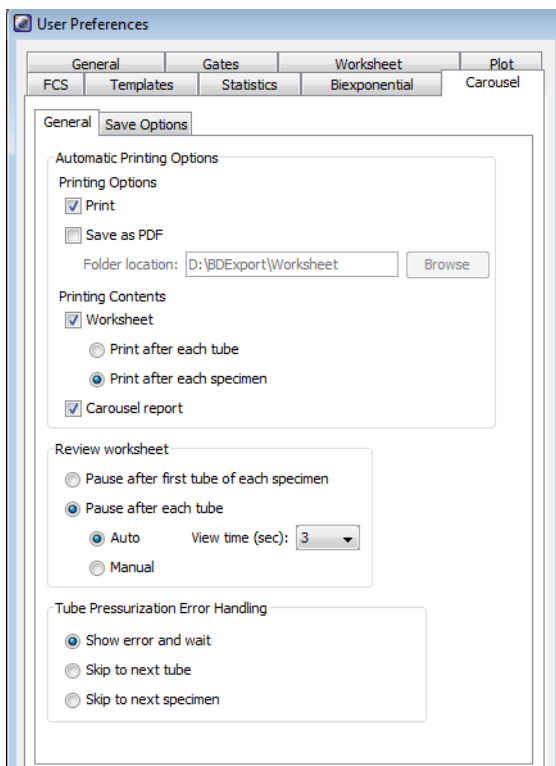 User Preferences
General Gates Worksheet Plot
FCS Templates Statistics Biexponential Carousel
General Save Options
Automatic Printing Options
Printing Options
Print
Save as PDF
Folder location: D:\BDExport\Worksheet Browse
Printing Contents
Worksheet
Print after each tube
Print after each specimen
Carousel report
Review worksheet
Pause after first tube of each specimen
Pause after each tube
Auto View time (sec): 3
Manual
Tube Pressurization Error Handling
Show error and wait
Skip to next tube
Skip to next specimen